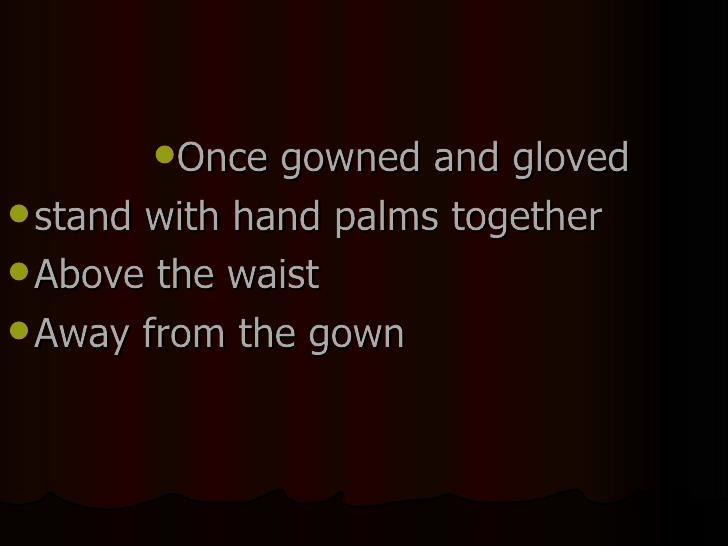 • Once gowned and gloved
• stand with hand palms together
• Above the waist
• Away from the gown